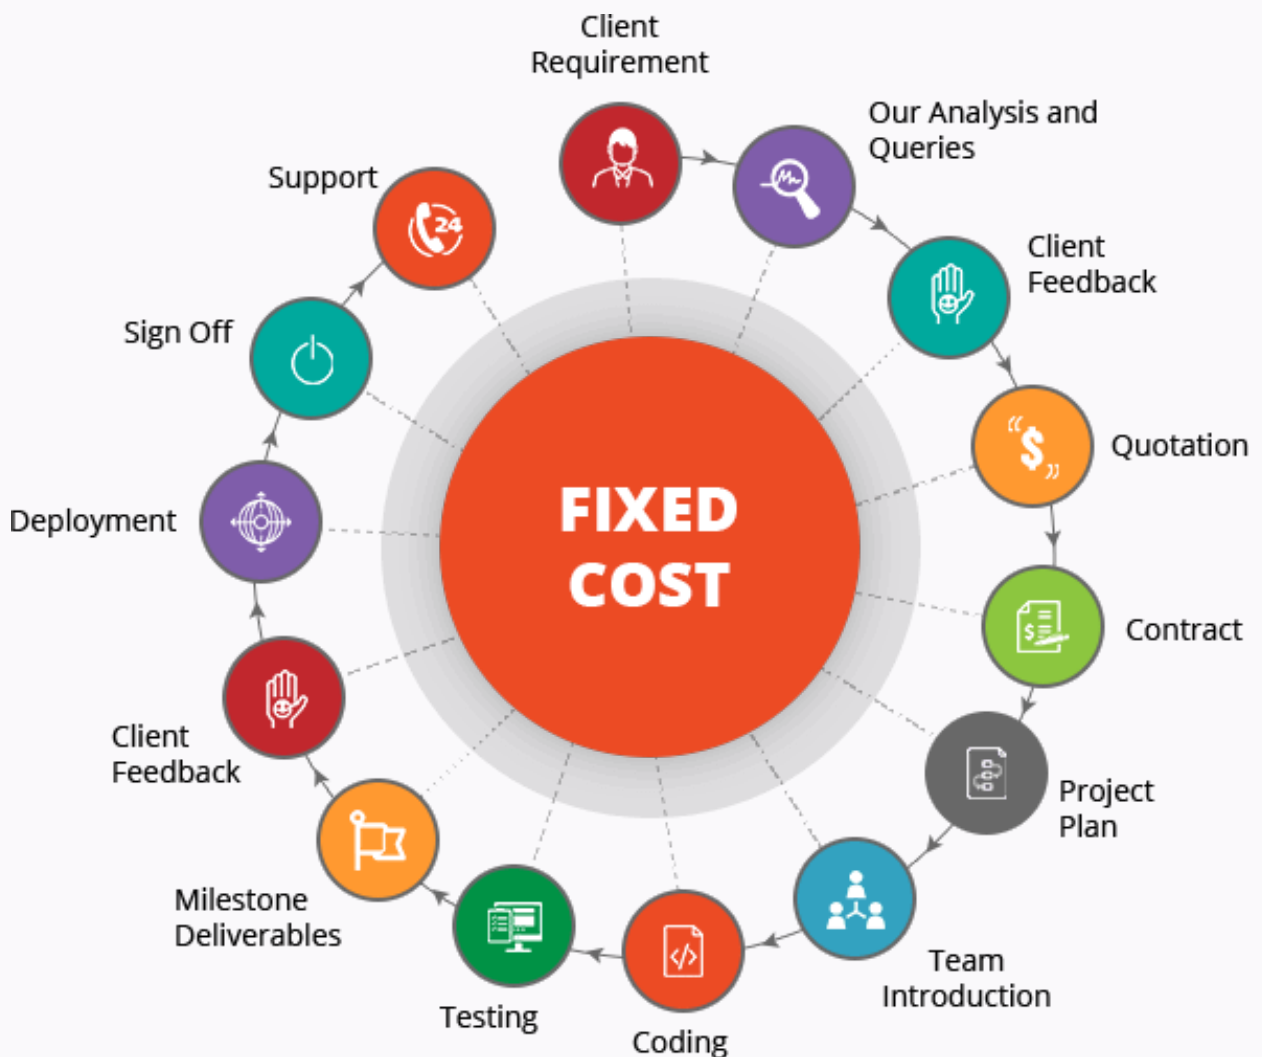 Client
Requirement
Our Analysis and
Queries
Client
Feedback
“$”
Quotation
$
Contract
Project
Plan
Team
Introduction
</>
Coding
Testing
Milestone
Deliverables
Client
Feedback
Deployment
Sign Off
24
Support
FIXED
COST